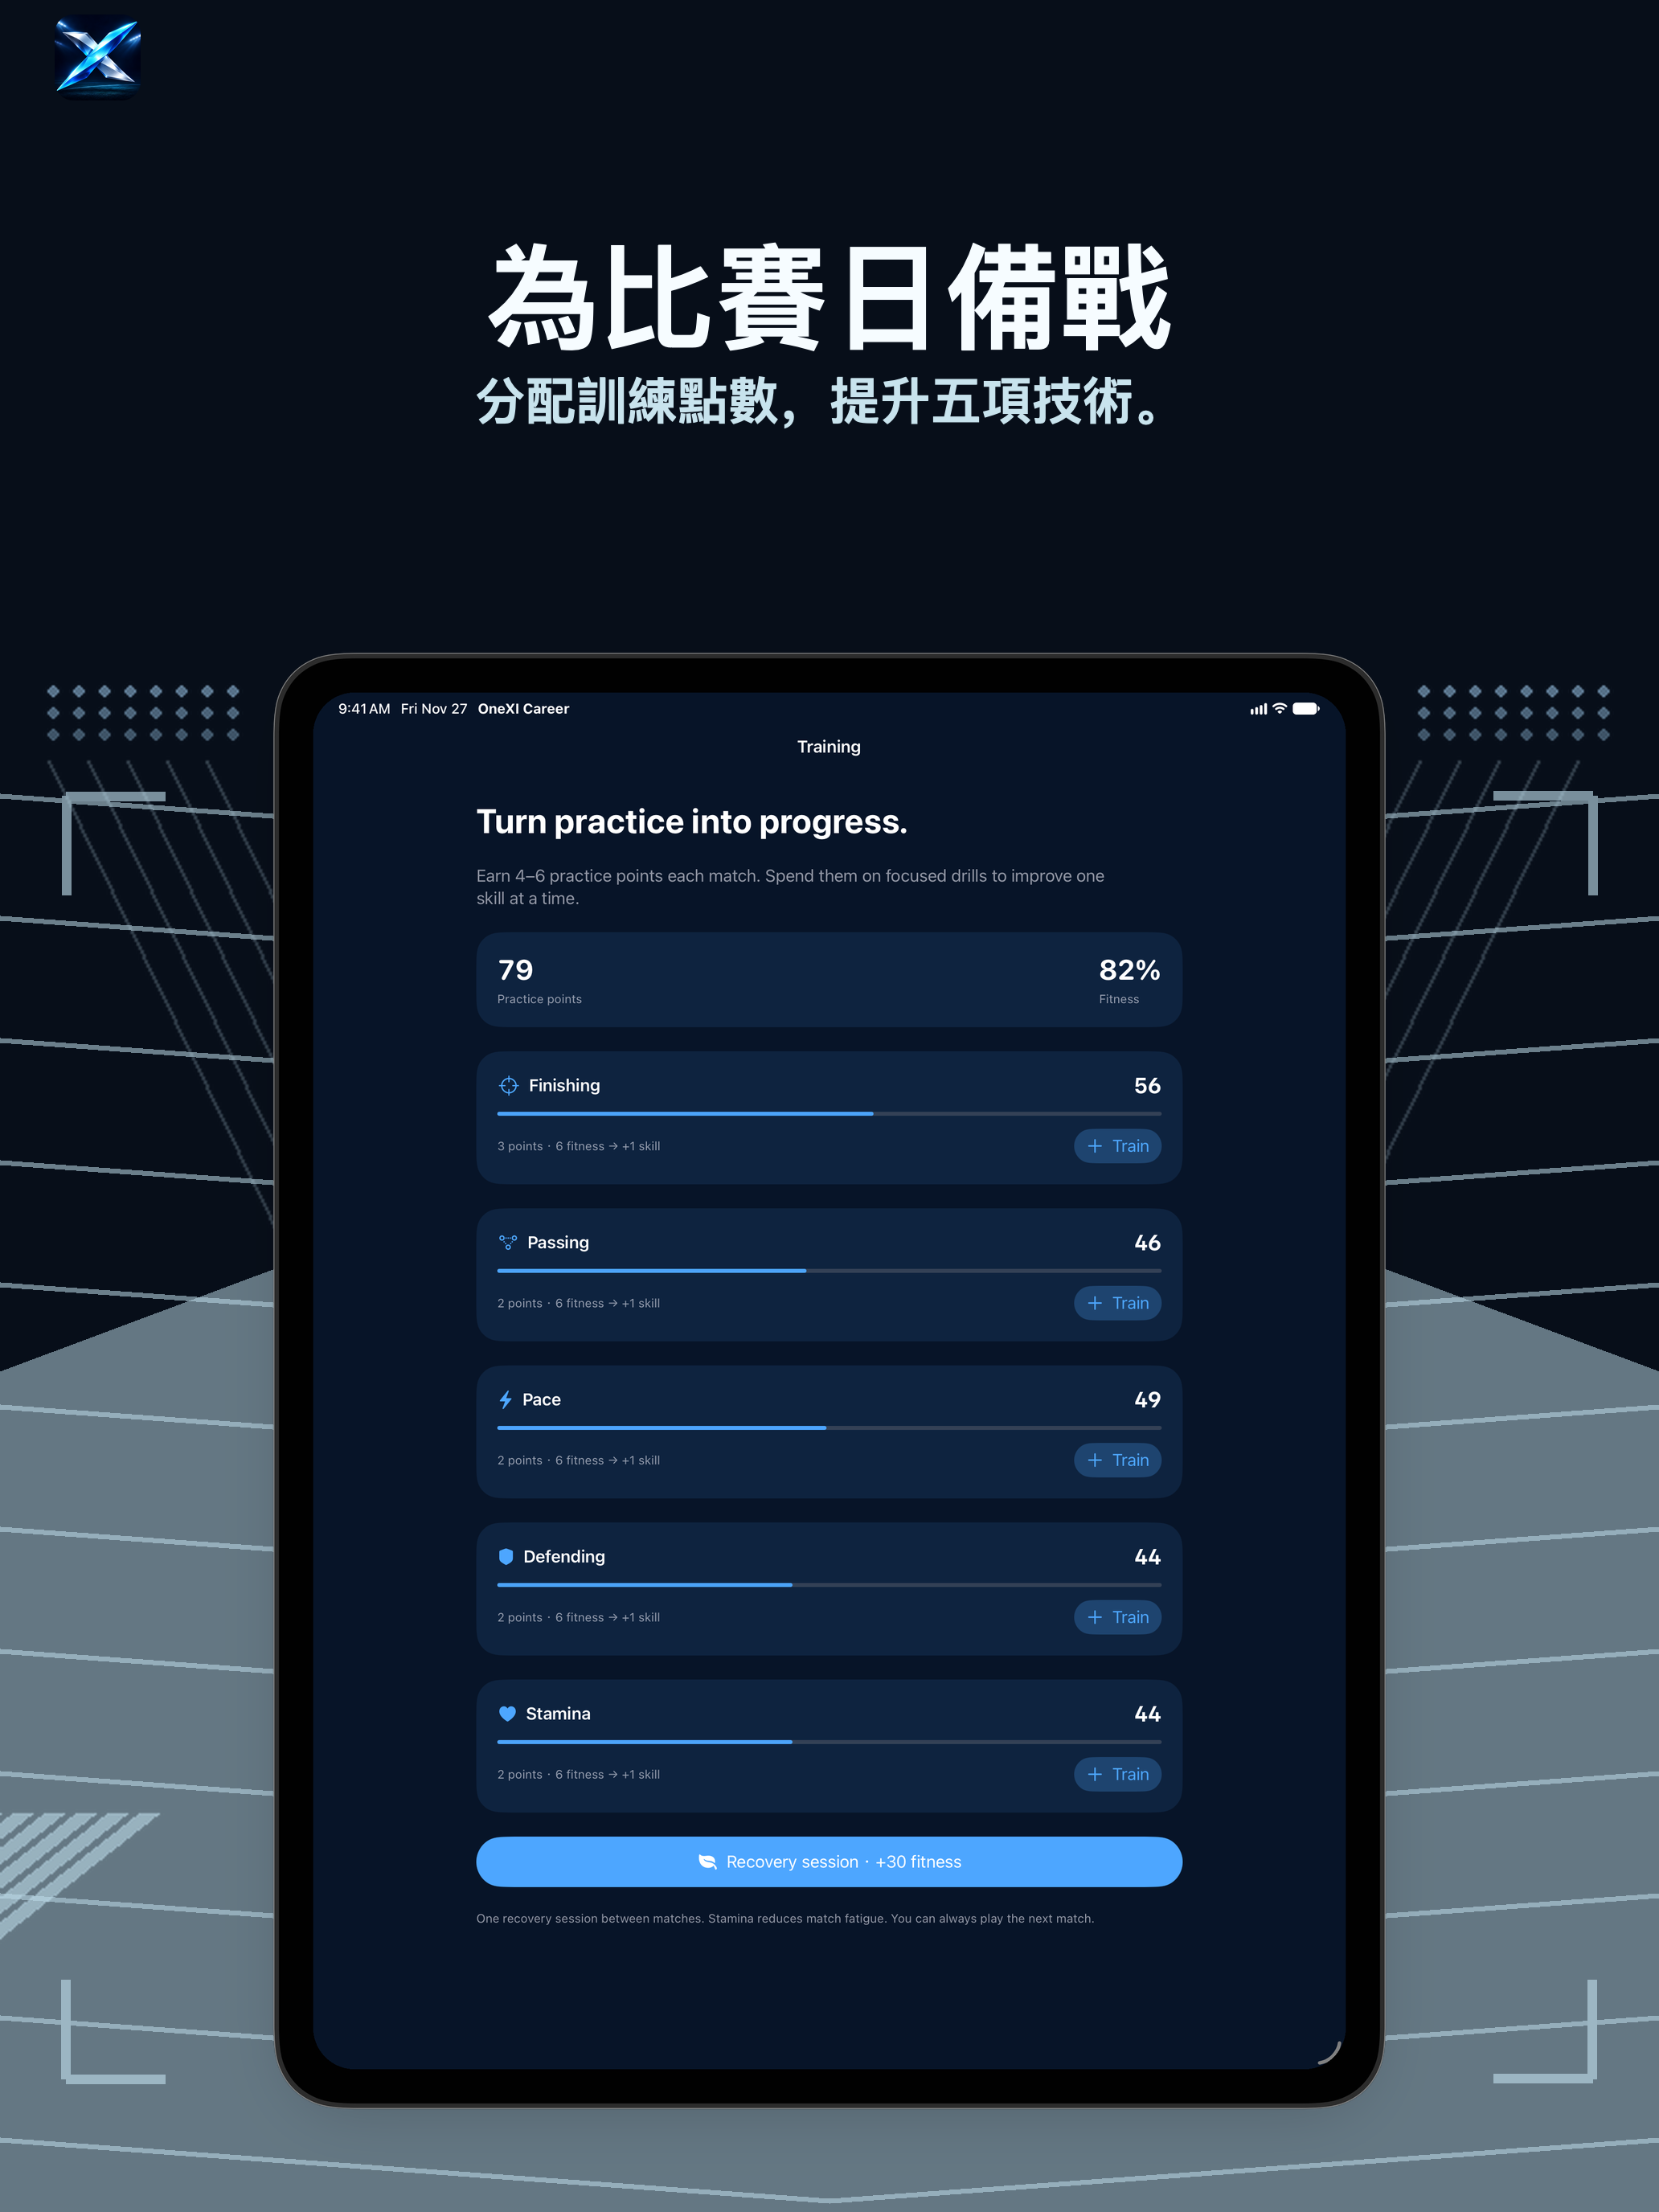 為比賽日備戰
分配訓練點數，提升五項技術。
9:41 AM Fri Nov 27 OneXI Career
Training
Turn practice into progress.
Earn 4–6 practice points each match. Spend them on focused drills to improve one
skill at a time.
79 82%
Practice points Fitness
Finishing 56
3 points · 6 fitness → +1 skill + Train
Passing 46
2 points · 6 fitness → +1 skill + Train
Pace 49
2 points · 6 fitness → +1 skill + Train
Defending 44
2 points · 6 fitness → +1 skill + Train
Stamina 44
2 points · 6 fitness → +1 skill + Train
Recovery session · +30 fitness
One recovery session between matches. Stamina reduces match fatigue. You can always play the next match.